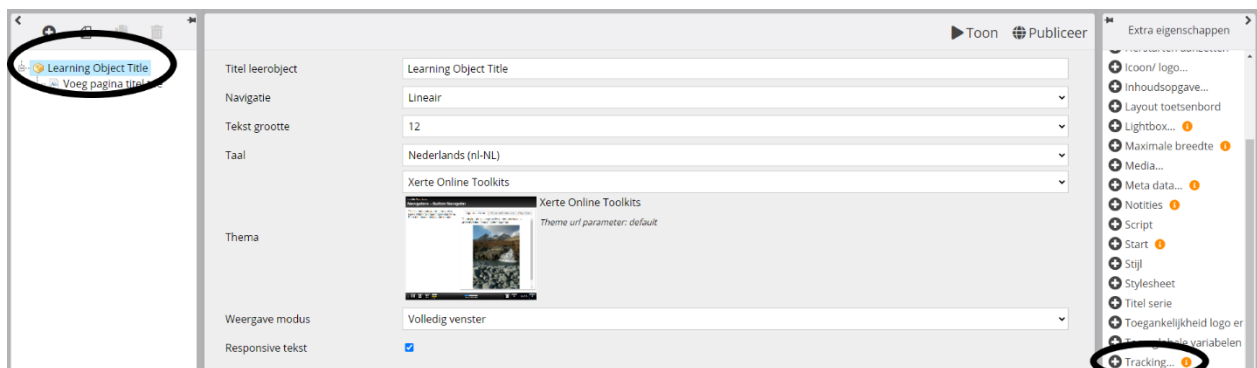 Toon Publiceer
Extra eigenschappen
Learning Object Title
Voeg pagina titel
Titel leerobject Learning Object Title
Navigatie Lineair
Tekst grootte 12
Taal Nederlands (nl-NL)
Xerte Online Toolkits
Thema
Xerte Online Toolkits
Theme url parameter: default
Weergave modus Volledig venster
Responsive tekst
Icoon/ logo...
Inhoudsopgave...
Layout toetsenbord
Lightbox...
Maximale breedte
Media...
Meta data...
Notities
Script
Start
Stijl
Stylesheet
Titel serie
Toegankelijkheid logo er
variabelen
Tracking...